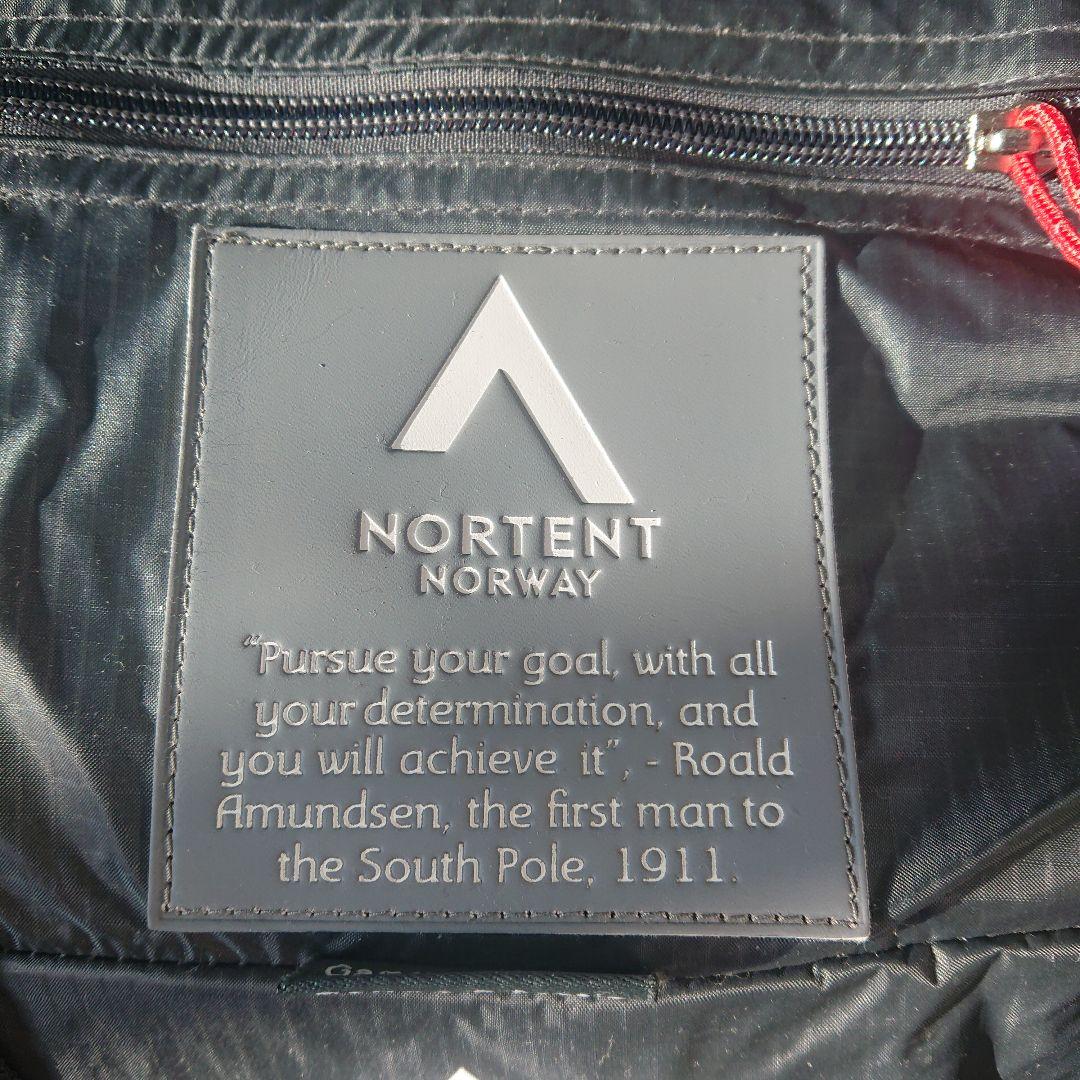 NORTENT
NORWAY
“Pursue your goal, with all
your determination, and
you will achieve it”, - Roald
Amundsen, the first man to
the South Pole, 1911.